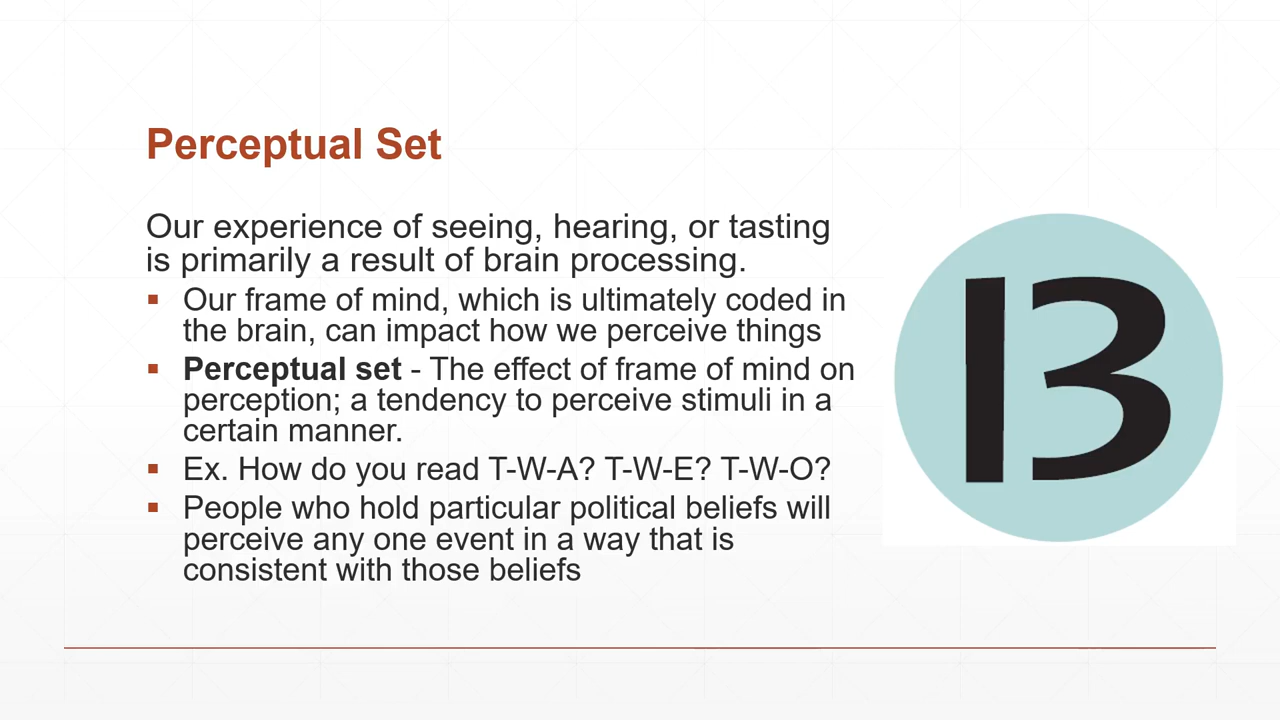 Perceptual Set
Our experience of seeing, hearing, or tasting
is primarily a result of brain processing.
▪ Our frame of mind, which is ultimately coded in
the brain, can impact how we perceive things
▪ Perceptual set - The effect of frame of mind on
perception; a tendency to perceive stimuli in a
certain manner.
▪ Ex. How do you read T-W-A? T-W-E? T-W-O?
▪ People who hold particular political beliefs will
perceive any one event in a way that is
consistent with those beliefs
13